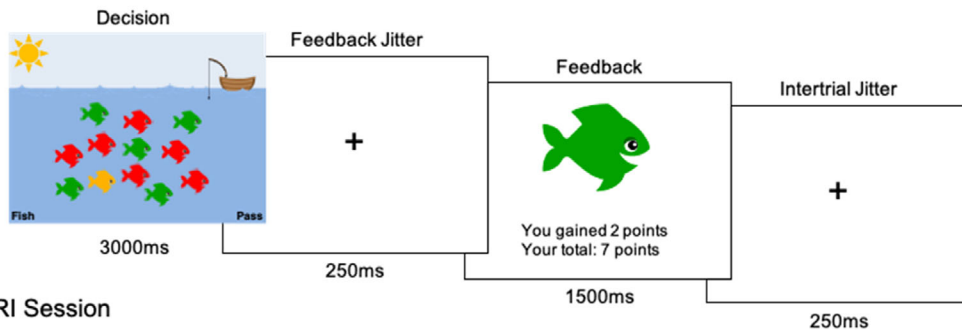 Decision
Feedback Jitter
Feedback
Intertrial Jitter
+
+
You gained 2 points
Your total: 7 points
Fish
Pass
3000ms
250ms
1500ms
250ms
RI Session